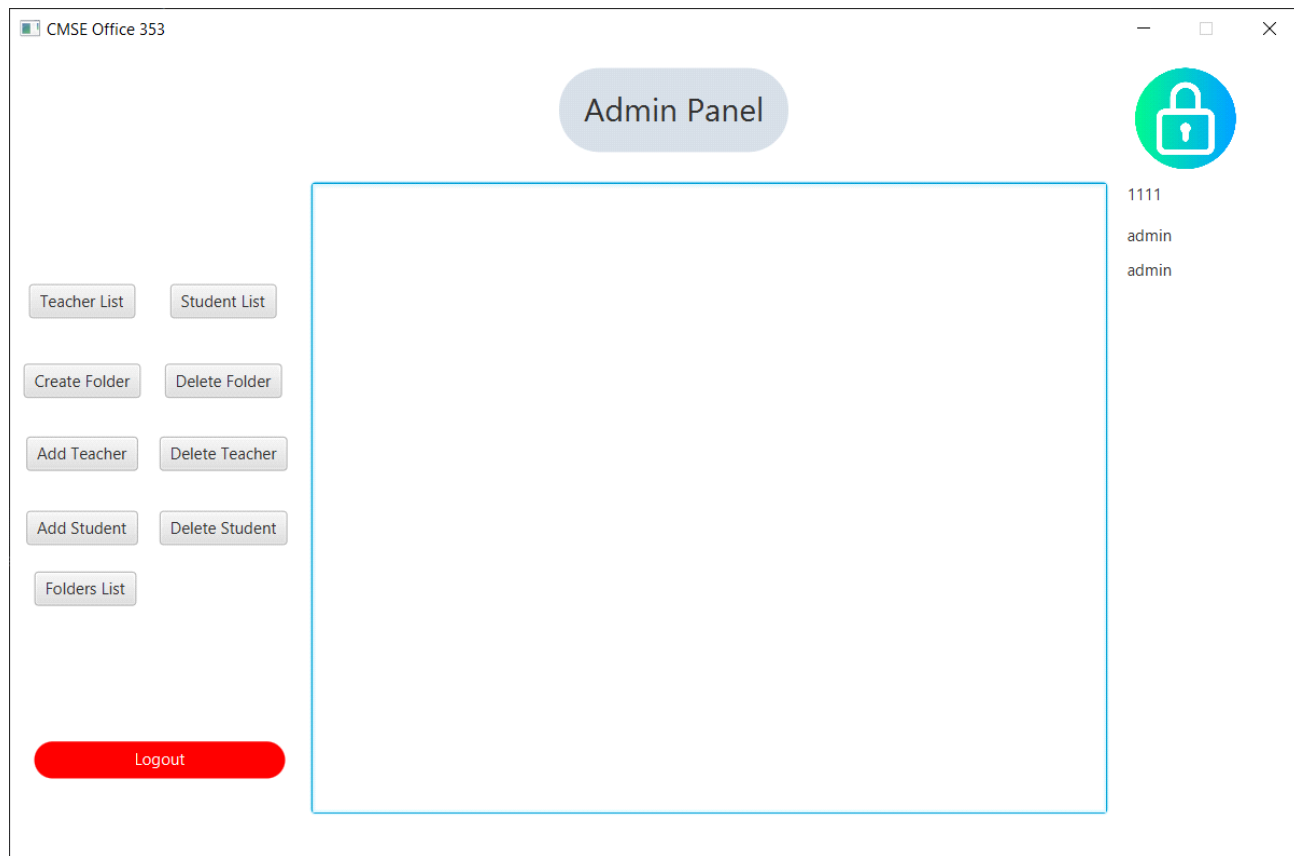 CMSE Office 353
Admin Panel
1111
admin
admin
Teacher List Student List
Create Folder Delete Folder
Add Teacher Delete Teacher
Add Student Delete Student
Folders List
Logout